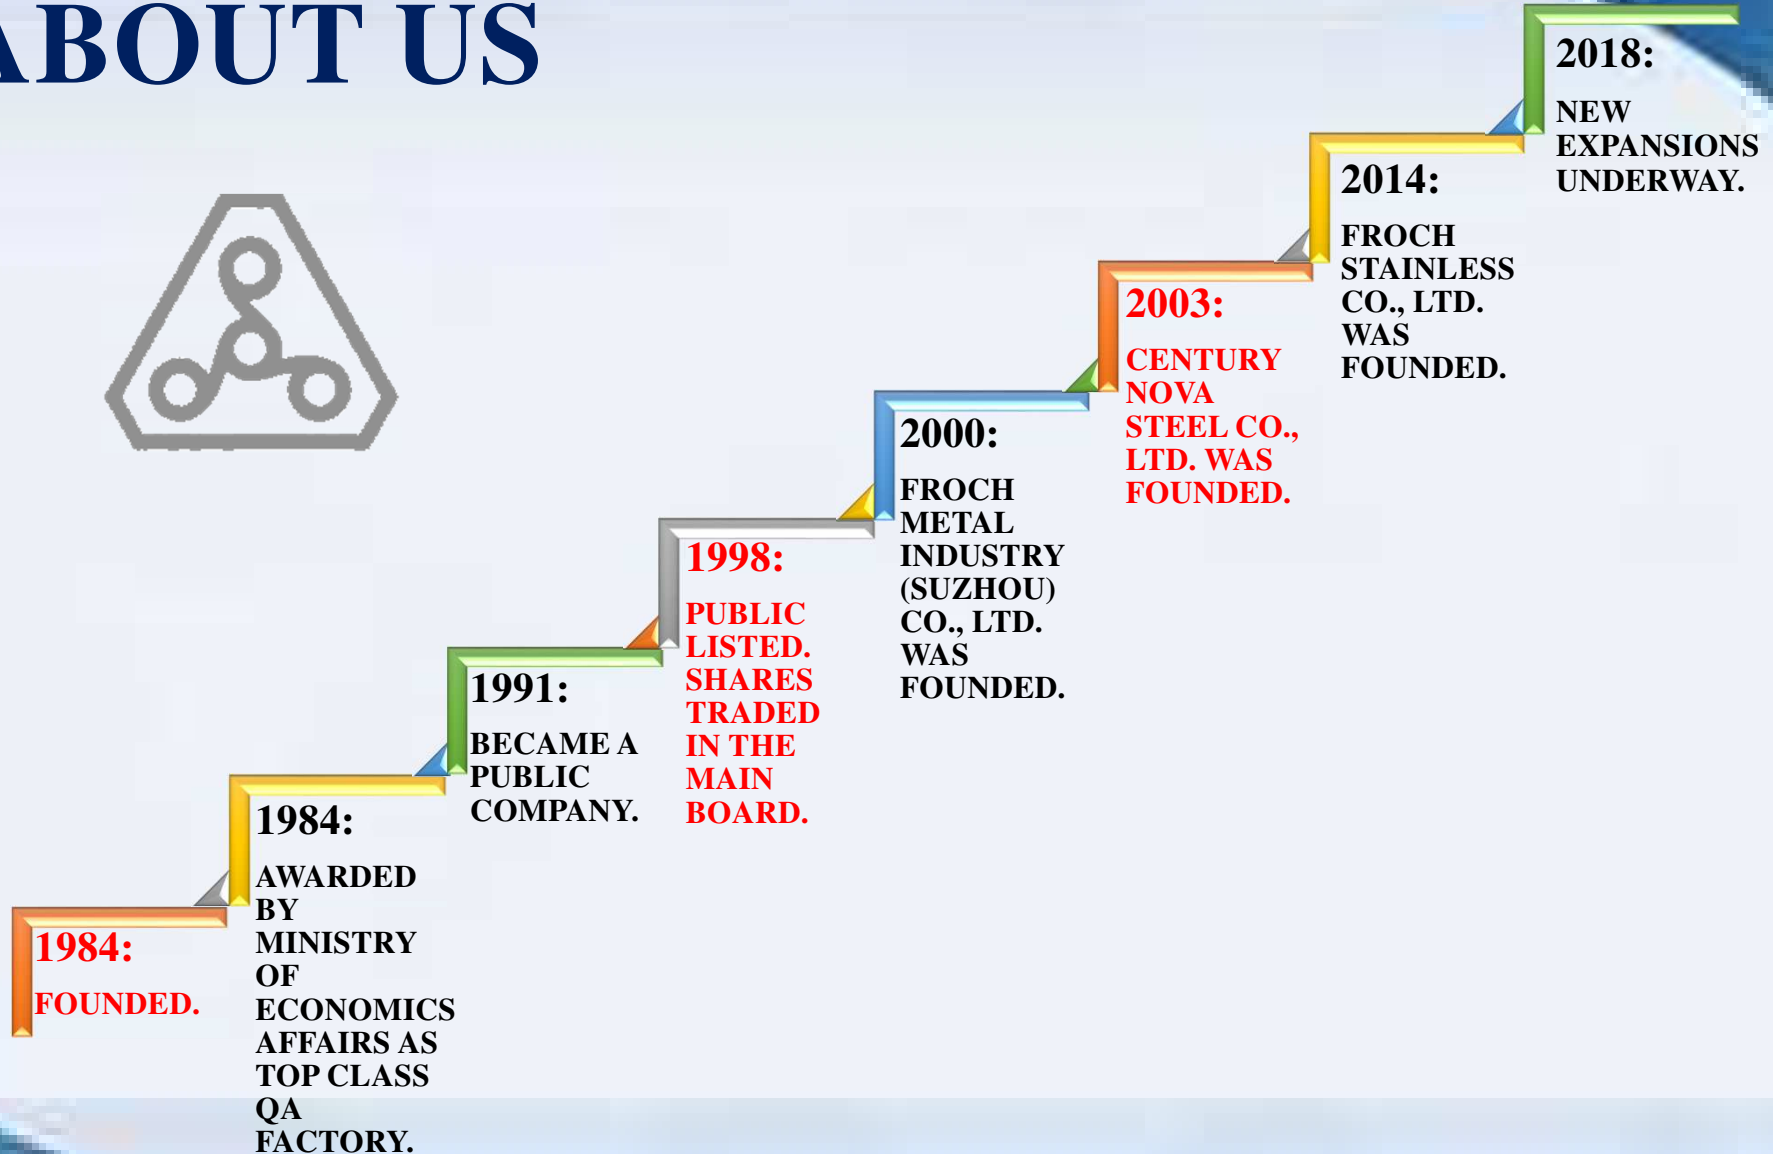 ABOUT US
1984:
FOUNDED.
1984:
AWARDED
BY
MINISTRY
OF
ECONOMICS
AFFAIRS AS
TOP CLASS
QA
FACTORY.
1991:
BECAME A
PUBLIC
COMPANY.
1998:
PUBLIC
LISTED.
SHARES
TRADED
IN THE
MAIN
BOARD.
2000:
FROCH
METAL
INDUSTRY
(SUZHOU)
CO., LTD.
WAS
FOUNDED.
2003:
CENTURY
NOVA
STEEL CO.,
LTD. WAS
FOUNDED.
2014:
FROCH
STAINLESS
CO., LTD.
WAS
FOUNDED.
2018:
NEW
EXPANSIONS
UNDERWAY.